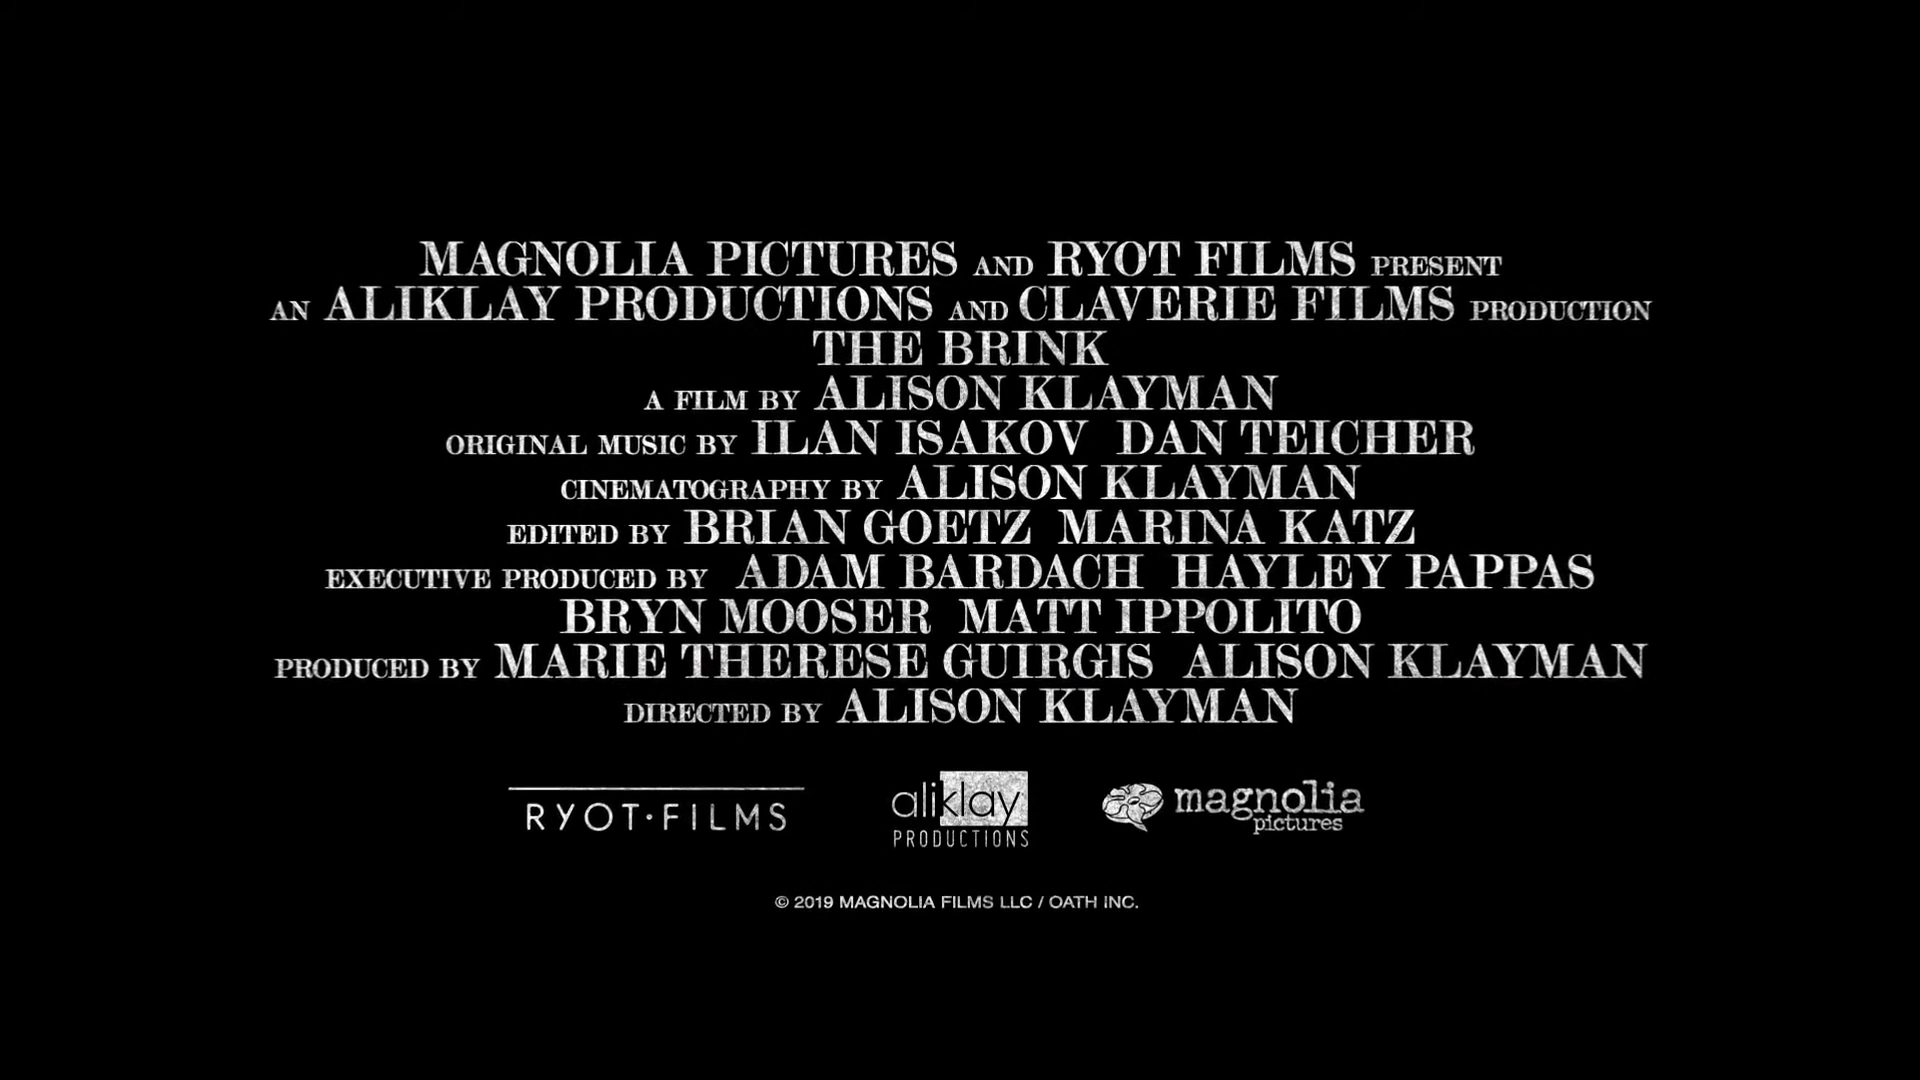 MAGNOLIA PICTURES AND RYOT FILMS PRESENT
AN ALIKLAY PRODUCTIONS AND CLAVERIE FILMS PRODUCTION
THE BRINK
A FILM BY ALISON KLAYMAN
ORIGINAL MUSIC BY ILAN ISAKOV DAN TEICHER
CINEMATOGRAPHY BY ALISON KLAYMAN
EDITED BY BRIAN GOETZ MARINA KATZ
EXECUTIVE PRODUCED BY ADAM BARDACH HAYLEY PAPPAS
BRYN MOOSER MATT IPPOLITO
PRODUCED BY MARIE THERESE GUIRGIS ALISON KLAYMAN
DIRECTED BY ALISON KLAYMAN
RYOT·FILMS
aliklay
PRODUCTIONS
magnolia
pictures
© 2019 MAGNOLIA FILMS LLC / OATH INC.